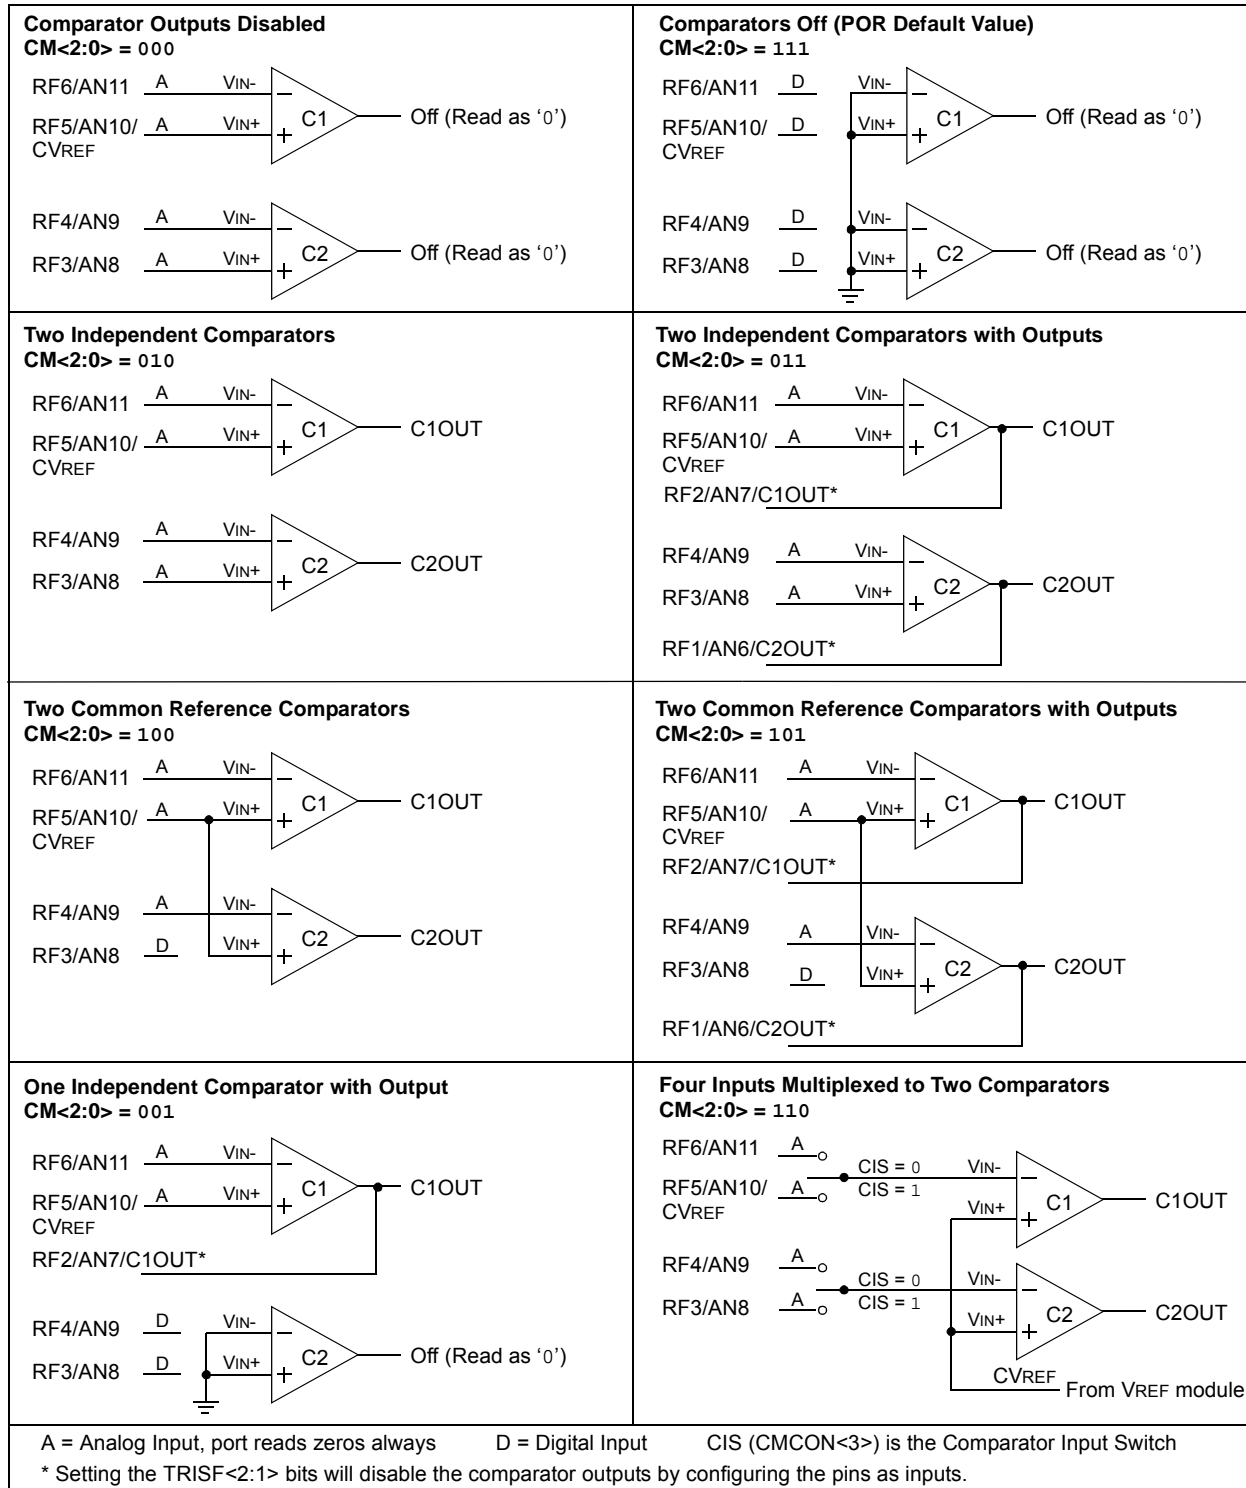 Comparator Outputs Disabled
CM<2:0> = 000
RF6/AN11 A VIN-
C1 Off (Read as ‘0’)
RF5/AN10/ A VIN+
CVREF
RF4/AN9 A VIN-
C2 Off (Read as ‘0’)
RF3/AN8 A VIN+
Comparators Off (POR Default Value)
CM<2:0> = 111
RF6/AN11 D VIN-
C1 Off (Read as ‘0’)
RF5/AN10/ D VIN+
CVREF
RF4/AN9 D VIN-
C2 Off (Read as ‘0’)
RF3/AN8 D VIN+
Two Independent Comparators
CM<2:0> = 010
RF6/AN11 A VIN-
C1 C1OUT
RF5/AN10/ A VIN+
CVREF
RF4/AN9 A VIN-
C2 C2OUT
RF3/AN8 A VIN+
Two Independent Comparators with Outputs
CM<2:0> = 011
RF6/AN11 A VIN-
C1 C1OUT
RF5/AN10/ A VIN+
CVREF
RF2/AN7/C1OUT*
RF4/AN9 A VIN-
C2 C2OUT
RF3/AN8 A VIN+
RF1/AN6/C2OUT*
Two Common Reference Comparators
CM<2:0> = 100
RF6/AN11 A VIN-
C1 C1OUT
RF5/AN10/ A VIN+
CVREF
RF4/AN9 A VIN-
C2 C2OUT
RF3/AN8 D VIN+
Two Common Reference Comparators with Outputs
CM<2:0> = 101
RF6/AN11 A VIN-
C1 C1OUT
RF5/AN10/ A VIN+
CVREF
RF2/AN7/C1OUT*
RF4/AN9 A VIN-
C2 C2OUT
RF3/AN8 D VIN+
RF1/AN6/C2OUT*
One Independent Comparator with Output
CM<2:0> = 001
RF6/AN11 A VIN-
C1 C1OUT
RF5/AN10/ A VIN+
CVREF
RF2/AN7/C1OUT*
RF4/AN9 D VIN-
C2 Off (Read as ‘0’)
RF3/AN8 D VIN+
Four Inputs Multiplexed to Two Comparators
CM<2:0> = 110
RF6/AN11 A CIS = 0 VIN-
RF5/AN10/ A CIS = 1
CVREF
VIN+ C1 C1OUT
RF4/AN9 A CIS = 0 VIN-
RF3/AN8 A CIS = 1
VIN+ C2 C2OUT
CVREF From VREF module
A = Analog Input, port reads zeros always D = Digital Input CIS (CMCON<3>) is the Comparator Input Switch
* Setting the TRISF<2:1> bits will disable the comparator outputs by configuring the pins as inputs.